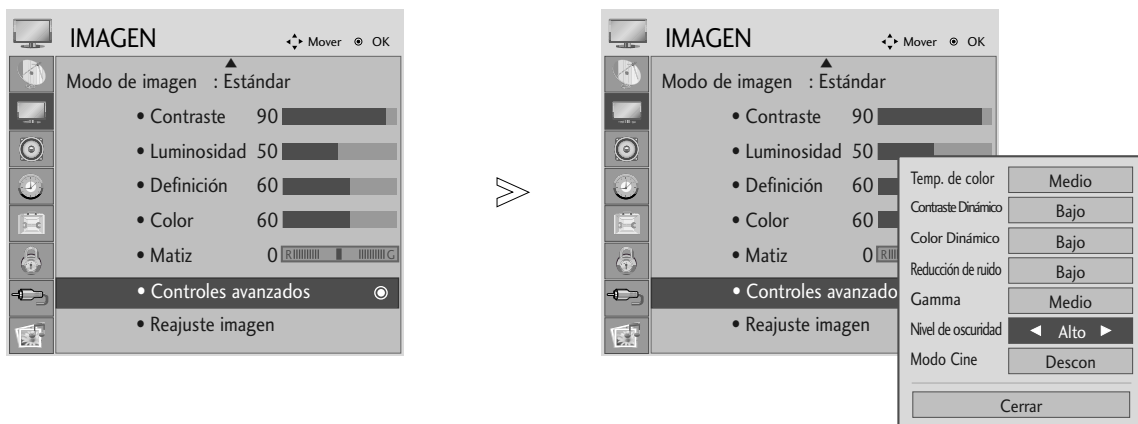 IMAGEN Mover OK
Modo de imagen : Estándar
• Contraste 90
• Luminosidad 50
• Definición 60
• Color 60
• Matiz 0 R G
• Controles avanzados
• Reajuste imagen
IMAGEN Mover OK
Modo de imagen : Estándar
• Contraste 90
• Luminosidad 50
• Definición 60
• Color 60
• Matiz 0 R
• Controles avanzado
• Reajuste imagen
Temp. de color Medio
Contraste Dinámico Bajo
Color Dinámico Bajo
Reducción de ruido Bajo
Gamma Medio
Nivel de oscuridad ◄ Alto ►
Modo Cine Descon
Cerrar